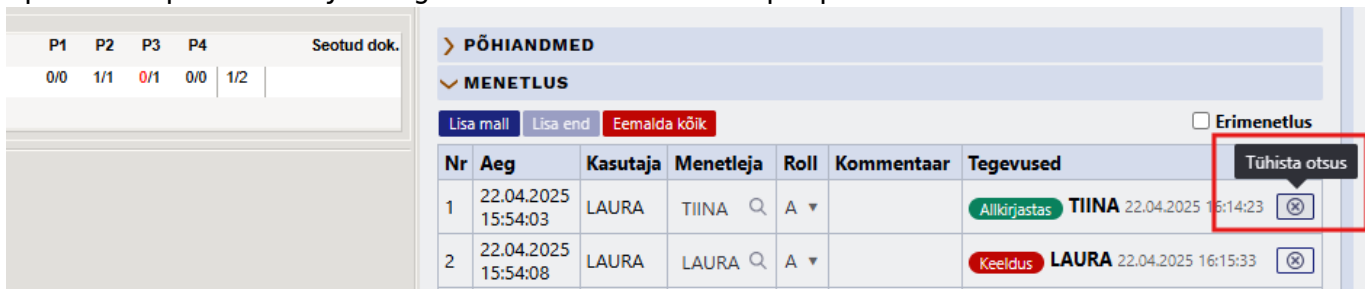 P1 P2 P3 P4 Seotud dok.
0/0 1/1 0/1 0/0 1/2
PÕHIANDMED
MENETLUS
Lisa mall Lisa end Eemalda kõik Erimenetlus
Nr Aeg Kasutaja Menetleja Roll Kommentaar Tegevused Tühista otsus
1 22.04.2025 15:54:03 LAURA TIINA A Allkirjastas TIINA 22.04.2025 16:14:23
2 22.04.2025 15:54:08 LAURA LAURA A Keeldus LAURA 22.04.2025 16:15:33